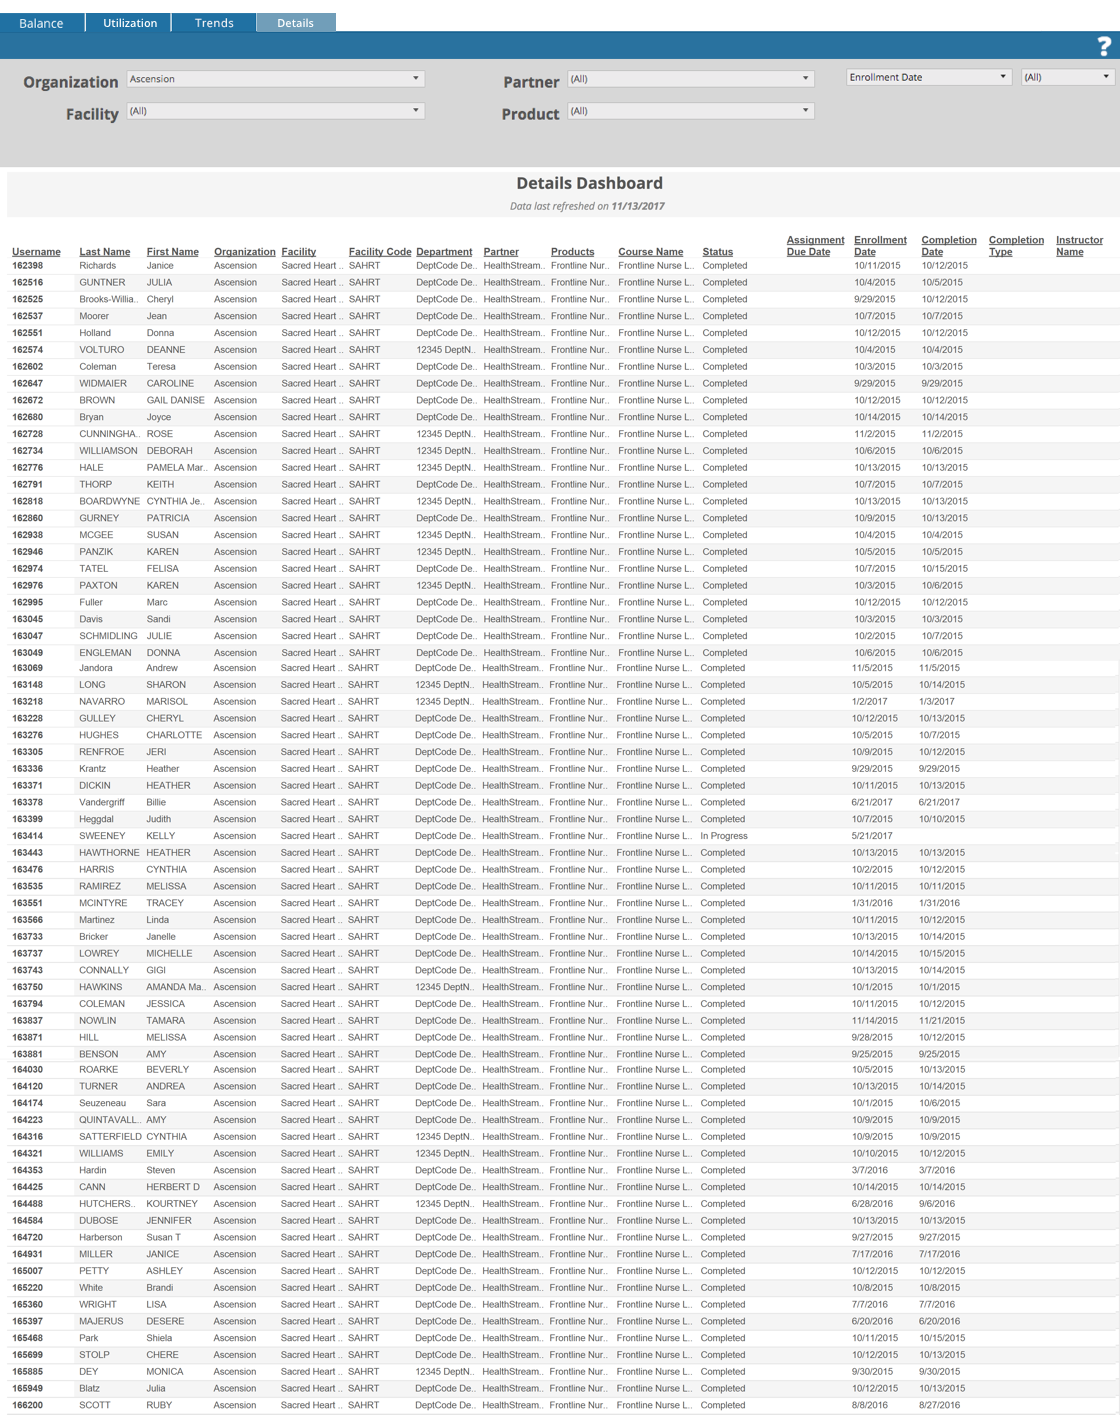 Balance Utilization Trends Details
?
Organization Ascension Partner (All) Enrollment Date (All)
Facility (All) Product (All)
Details Dashboard
Data last refreshed on 11/13/2017
Username Last Name First Name Organization Facility Facility Code Department Partner Products Course Name Status Assignment Due Date Enrollment Date Completion Date Completion Type Instructor Name
162398 Richards Janice Ascension Sacred Heart .. SAHRT DeptCode De.. HealthStream.. Frontline Nur.. Frontline Nurse L.. Completed 10/11/2015 10/12/2015
162516 GUNTNER JULIA Ascension Sacred Heart .. SAHRT DeptCode De.. HealthStream.. Frontline Nur.. Frontline Nurse L.. Completed 10/4/2015 10/5/2015
162525 Brooks-Willia.. Cheryl Ascension Sacred Heart .. SAHRT DeptCode De.. HealthStream.. Frontline Nur.. Frontline Nurse L.. Completed 9/29/2015 10/12/2015
162537 Moorer Jean Ascension Sacred Heart .. SAHRT DeptCode De.. HealthStream.. Frontline Nur.. Frontline Nurse L.. Completed 10/7/2015 10/7/2015
162551 Holland Donna Ascension Sacred Heart .. SAHRT DeptCode De.. HealthStream.. Frontline Nur.. Frontline Nurse L.. Completed 10/12/2015 10/12/2015
162574 VOLTURO DEANNE Ascension Sacred Heart .. SAHRT 12345 DeptN.. HealthStream.. Frontline Nur.. Frontline Nurse L.. Completed 10/4/2015 10/4/2015
162602 Coleman Teresa Ascension Sacred Heart .. SAHRT DeptCode De.. HealthStream.. Frontline Nur.. Frontline Nurse L.. Completed 10/3/2015 10/3/2015
162647 WIDMAIER CAROLINE Ascension Sacred Heart .. SAHRT DeptCode De.. HealthStream.. Frontline Nur.. Frontline Nurse L.. Completed 9/29/2015 9/29/2015
162672 BROWN GAIL DANISE Ascension Sacred Heart .. SAHRT DeptCode De.. HealthStream.. Frontline Nur.. Frontline Nurse L.. Completed 10/12/2015 10/12/2015
162680 Bryan Joyce Ascension Sacred Heart .. SAHRT DeptCode De.. HealthStream.. Frontline Nur.. Frontline Nurse L.. Completed 10/14/2015 10/14/2015
162728 CUNNINGHA.. ROSE Ascension Sacred Heart .. SAHRT 12345 DeptN.. HealthStream.. Frontline Nur.. Frontline Nurse L.. Completed 11/2/2015 11/2/2015
162734 WILLIAMSON DEBORAH Ascension Sacred Heart .. SAHRT 12345 DeptN.. HealthStream.. Frontline Nur.. Frontline Nurse L.. Completed 10/6/2015 10/6/2015
162776 HALE PAMELA Mar.. Ascension Sacred Heart .. SAHRT 12345 DeptN.. HealthStream.. Frontline Nur.. Frontline Nurse L.. Completed 10/13/2015 10/13/2015
162791 THORP KEITH Ascension Sacred Heart .. SAHRT DeptCode De.. HealthStream.. Frontline Nur.. Frontline Nurse L.. Completed 10/7/2015 10/7/2015
162818 BOARDWYNE CYNTHIA Je.. Ascension Sacred Heart .. SAHRT 12345 DeptN.. HealthStream.. Frontline Nur.. Frontline Nurse L.. Completed 10/13/2015 10/13/2015
162860 GURNEY PATRICIA Ascension Sacred Heart .. SAHRT DeptCode De.. HealthStream.. Frontline Nur.. Frontline Nurse L.. Completed 10/9/2015 10/13/2015
162938 MCGEE SUSAN Ascension Sacred Heart .. SAHRT 12345 DeptN.. HealthStream.. Frontline Nur.. Frontline Nurse L.. Completed 10/4/2015 10/4/2015
162946 PANZIK KAREN Ascension Sacred Heart .. SAHRT 12345 DeptN.. HealthStream.. Frontline Nur.. Frontline Nurse L.. Completed 10/5/2015 10/5/2015
162974 TATEL FELISA Ascension Sacred Heart .. SAHRT DeptCode De.. HealthStream.. Frontline Nur.. Frontline Nurse L.. Completed 10/7/2015 10/15/2015
162976 PAXTON KAREN Ascension Sacred Heart .. SAHRT 12345 DeptN.. HealthStream.. Frontline Nur.. Frontline Nurse L.. Completed 10/3/2015 10/6/2015
162995 Fuller Marc Ascension Sacred Heart .. SAHRT DeptCode De.. HealthStream.. Frontline Nur.. Frontline Nurse L.. Completed 10/12/2015 10/12/2015
163045 Davis Sandi Ascension Sacred Heart .. SAHRT DeptCode De.. HealthStream.. Frontline Nur.. Frontline Nurse L.. Completed 10/3/2015 10/3/2015
163047 SCHMIDLING JULIE Ascension Sacred Heart .. SAHRT DeptCode De.. HealthStream.. Frontline Nur.. Frontline Nurse L.. Completed 10/2/2015 10/7/2015
163049 ENGLEMAN DONNA Ascension Sacred Heart .. SAHRT DeptCode De.. HealthStream.. Frontline Nur.. Frontline Nurse L.. Completed 10/6/2015 10/6/2015
163069 Jandora Andrew Ascension Sacred Heart .. SAHRT DeptCode De.. HealthStream.. Frontline Nur.. Frontline Nurse L.. Completed 11/5/2015 11/5/2015
163148 LONG SHARON Ascension Sacred Heart .. SAHRT 12345 DeptN.. HealthStream.. Frontline Nur.. Frontline Nurse L.. Completed 10/5/2015 10/14/2015
163218 NAVARRO MARISOL Ascension Sacred Heart .. SAHRT 12345 DeptN.. HealthStream.. Frontline Nur.. Frontline Nurse L.. Completed 1/2/2017 1/3/2017
163228 GULLEY CHERYL Ascension Sacred Heart .. SAHRT DeptCode De.. HealthStream.. Frontline Nur.. Frontline Nurse L.. Completed 10/12/2015 10/13/2015
163276 HUGHES CHARLOTTE Ascension Sacred Heart .. SAHRT DeptCode De.. HealthStream.. Frontline Nur.. Frontline Nurse L.. Completed 10/5/2015 10/7/2015
163305 RENFROE JERI Ascension Sacred Heart .. SAHRT DeptCode De.. HealthStream.. Frontline Nur.. Frontline Nurse L.. Completed 10/9/2015 10/12/2015
163336 Krantz Heather Ascension Sacred Heart .. SAHRT DeptCode De.. HealthStream.. Frontline Nur.. Frontline Nurse L.. Completed 9/29/2015 9/29/2015
163371 DICKIN HEATHER Ascension Sacred Heart .. SAHRT DeptCode De.. HealthStream.. Frontline Nur.. Frontline Nurse L.. Completed 10/11/2015 10/13/2015
163378 Vandergriff Billie Ascension Sacred Heart .. SAHRT DeptCode De.. HealthStream.. Frontline Nur.. Frontline Nurse L.. Completed 6/21/2017 6/21/2017
163399 Heggdal Judith Ascension Sacred Heart .. SAHRT DeptCode De.. HealthStream.. Frontline Nur.. Frontline Nurse L.. Completed 10/7/2015 10/10/2015
163414 SWEENEY KELLY Ascension Sacred Heart .. SAHRT DeptCode De.. HealthStream.. Frontline Nur.. Frontline Nurse L.. In Progress 5/21/2017
163443 HAWTHORNE HEATHER Ascension Sacred Heart .. SAHRT DeptCode De.. HealthStream.. Frontline Nur.. Frontline Nurse L.. Completed 10/13/2015 10/13/2015
163476 HARRIS CYNTHIA Ascension Sacred Heart .. SAHRT DeptCode De.. HealthStream.. Frontline Nur.. Frontline Nurse L.. Completed 10/2/2015 10/12/2015
163535 RAMIREZ MELISSA Ascension Sacred Heart .. SAHRT DeptCode De.. HealthStream.. Frontline Nur.. Frontline Nurse L.. Completed 10/11/2015 10/11/2015
163551 MCINTYRE TRACEY Ascension Sacred Heart .. SAHRT DeptCode De.. HealthStream.. Frontline Nur.. Frontline Nurse L.. Completed 1/31/2016 1/31/2016
163566 Martinez Linda Ascension Sacred Heart .. SAHRT DeptCode De.. HealthStream.. Frontline Nur.. Frontline Nurse L.. Completed 10/11/2015 10/12/2015
163733 Bricker Janelle Ascension Sacred Heart .. SAHRT DeptCode De.. HealthStream.. Frontline Nur.. Frontline Nurse L.. Completed 10/13/2015 10/14/2015
163737 LOWREY MICHELLE Ascension Sacred Heart .. SAHRT DeptCode De.. HealthStream.. Frontline Nur.. Frontline Nurse L.. Completed 10/14/2015 10/15/2015
163743 CONNALLY GIGI Ascension Sacred Heart .. SAHRT DeptCode De.. HealthStream.. Frontline Nur.. Frontline Nurse L.. Completed 10/13/2015 10/14/2015
163750 HAWKINS AMANDA Ma.. Ascension Sacred Heart .. SAHRT 12345 DeptN.. HealthStream.. Frontline Nur.. Frontline Nurse L.. Completed 10/1/2015 10/1/2015
163794 COLEMAN JESSICA Ascension Sacred Heart .. SAHRT DeptCode De.. HealthStream.. Frontline Nur.. Frontline Nurse L.. Completed 10/11/2015 10/12/2015
163837 NOWLIN TAMARA Ascension Sacred Heart .. SAHRT DeptCode De.. HealthStream.. Frontline Nur.. Frontline Nurse L.. Completed 11/14/2015 11/21/2015
163871 HILL MELISSA Ascension Sacred Heart .. SAHRT DeptCode De.. HealthStream.. Frontline Nur.. Frontline Nurse L.. Completed 9/28/2015 10/12/2015
163881 BENSON AMY Ascension Sacred Heart .. SAHRT DeptCode De.. HealthStream.. Frontline Nur.. Frontline Nurse L.. Completed 9/25/2015 9/25/2015
164030 ROARKE BEVERLY Ascension Sacred Heart .. SAHRT DeptCode De.. HealthStream.. Frontline Nur.. Frontline Nurse L.. Completed 10/5/2015 10/13/2015
164120 TURNER ANDREA Ascension Sacred Heart .. SAHRT DeptCode De.. HealthStream.. Frontline Nur.. Frontline Nurse L.. Completed 10/13/2015 10/14/2015
164174 Seuzeneau Sara Ascension Sacred Heart .. SAHRT DeptCode De.. HealthStream.. Frontline Nur.. Frontline Nurse L.. Completed 10/1/2015 10/6/2015
164223 QUINTAVALL.. AMY Ascension Sacred Heart .. SAHRT DeptCode De.. HealthStream.. Frontline Nur.. Frontline Nurse L.. Completed 10/9/2015 10/9/2015
164316 SATTERFIELD CYNTHIA Ascension Sacred Heart .. SAHRT 12345 DeptN.. HealthStream.. Frontline Nur.. Frontline Nurse L.. Completed 10/9/2015 10/9/2015
164321 WILLIAMS EMILY Ascension Sacred Heart .. SAHRT 12345 DeptN.. HealthStream.. Frontline Nur.. Frontline Nurse L.. Completed 10/10/2015 10/12/2015
164353 Hardin Steven Ascension Sacred Heart .. SAHRT DeptCode De.. HealthStream.. Frontline Nur.. Frontline Nurse L.. Completed 3/7/2016 3/7/2016
164425 CANN HERBERT D Ascension Sacred Heart .. SAHRT DeptCode De.. HealthStream.. Frontline Nur.. Frontline Nurse L.. Completed 10/14/2015 10/14/2015
164488 HUTCHERS.. KOURTNEY Ascension Sacred Heart .. SAHRT 12345 DeptN.. HealthStream.. Frontline Nur.. Frontline Nurse L.. Completed 6/28/2016 9/6/2016
164584 DUBOSE JENNIFER Ascension Sacred Heart .. SAHRT DeptCode De.. HealthStream.. Frontline Nur.. Frontline Nurse L.. Completed 10/13/2015 10/13/2015
164720 Harberson Susan T Ascension Sacred Heart .. SAHRT DeptCode De.. HealthStream.. Frontline Nur.. Frontline Nurse L.. Completed 9/27/2015 9/27/2015
164931 MILLER JANICE Ascension Sacred Heart .. SAHRT DeptCode De.. HealthStream.. Frontline Nur.. Frontline Nurse L.. Completed 7/17/2016 7/17/2016
165007 PETTY ASHLEY Ascension Sacred Heart .. SAHRT DeptCode De.. HealthStream.. Frontline Nur.. Frontline Nurse L.. Completed 10/12/2015 10/12/2015
165220 White Brandi Ascension Sacred Heart .. SAHRT DeptCode De.. HealthStream.. Frontline Nur.. Frontline Nurse L.. Completed 10/8/2015 10/8/2015
165360 WRIGHT LISA Ascension Sacred Heart .. SAHRT DeptCode De.. HealthStream.. Frontline Nur.. Frontline Nurse L.. Completed 7/7/2016 7/7/2016
165397 MAJERUS DESERE Ascension Sacred Heart .. SAHRT DeptCode De.. HealthStream.. Frontline Nur.. Frontline Nurse L.. Completed 6/20/2016 6/20/2016
165468 Park Shiela Ascension Sacred Heart .. SAHRT DeptCode De.. HealthStream.. Frontline Nur.. Frontline Nurse L.. Completed 10/11/2015 10/15/2015
165699 STOLP CHERE Ascension Sacred Heart .. SAHRT DeptCode De.. HealthStream.. Frontline Nur.. Frontline Nurse L.. Completed 10/12/2015 10/13/2015
165885 DEY MONICA Ascension Sacred Heart .. SAHRT 12345 DeptN.. HealthStream.. Frontline Nur.. Frontline Nurse L.. Completed 9/30/2015 9/30/2015
165949 Blatz Julia Ascension Sacred Heart .. SAHRT DeptCode De.. HealthStream.. Frontline Nur.. Frontline Nurse L.. Completed 10/12/2015 10/13/2015
166200 SCOTT RUBY Ascension Sacred Heart .. SAHRT DeptCode De.. HealthStream.. Frontline Nur.. Frontline Nurse L.. Completed 8/8/2016 8/27/2016